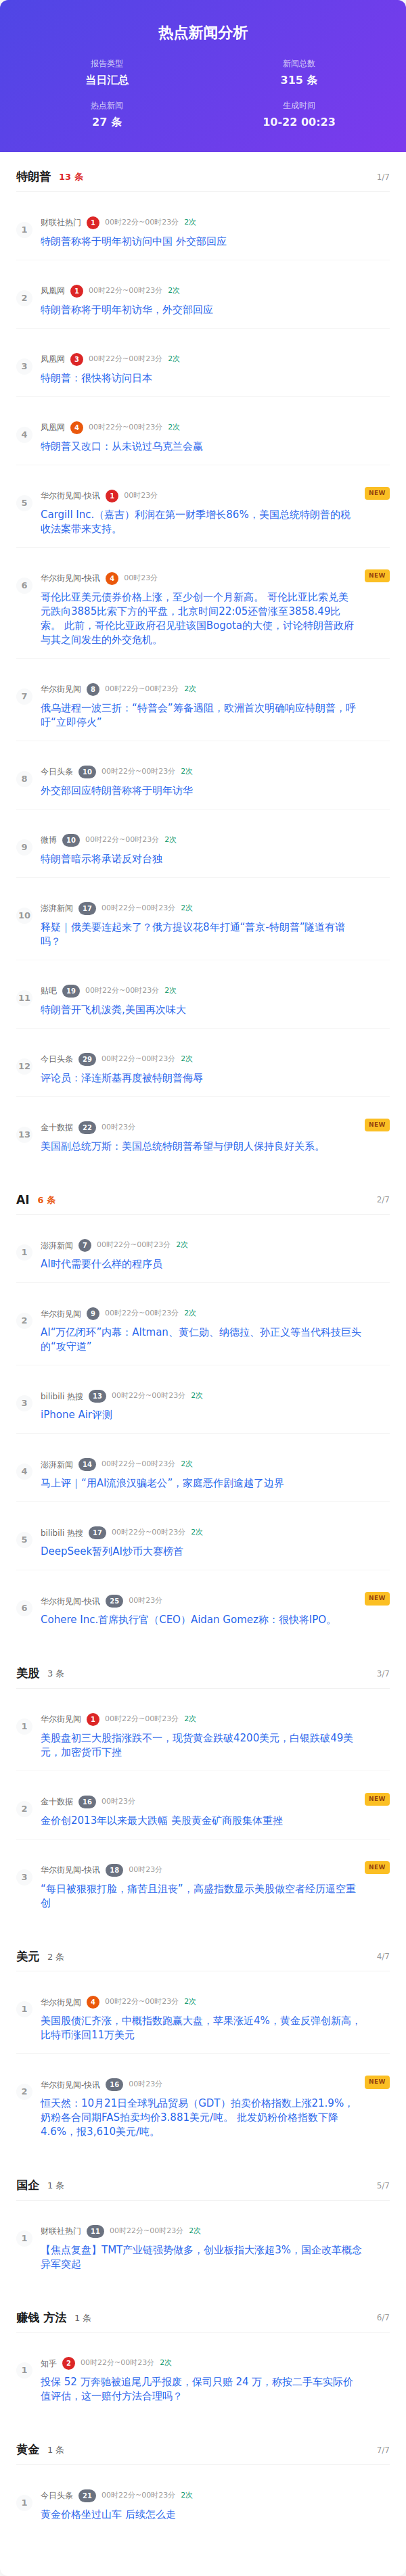 热点新闻分析
报告类型
新闻总数
当日汇总
315 条
热点新闻
生成时间
27 条
10-22 00:23
特朗普 13 条 1/7
1
财联社热门 1 00时22分~00时23分 2次
特朗普称将于明年初访问中国 外交部回应
2
凤凰网 1 00时22分~00时23分 2次
特朗普称将于明年初访华，外交部回应
3
凤凰网 3 00时22分~00时23分 2次
特朗普：很快将访问日本
4
凤凰网 4 00时22分~00时23分 2次
特朗普又改口：从未说过乌克兰会赢
5
华尔街见闻-快讯 1 00时23分 NEW
Cargill Inc.（嘉吉）利润在第一财季增长86%，美国总统特朗普的税
收法案带来支持。
6
华尔街见闻-快讯 4 00时23分 NEW
哥伦比亚美元债券价格上涨，至少创一个月新高。 哥伦比亚比索兑美
元跌向3885比索下方的平盘，北京时间22:05还曾涨至3858.49比
索。 此前，哥伦比亚政府召见驻该国Bogota的大使，讨论特朗普政府
与其之间发生的外交危机。
7
华尔街见闻 8 00时22分~00时23分 2次
俄乌进程一波三折：“特普会”筹备遇阻，欧洲首次明确响应特朗普，呼
吁“立即停火”
8
今日头条 10 00时22分~00时23分 2次
外交部回应特朗普称将于明年访华
9
微博 10 00时22分~00时23分 2次
特朗普暗示将承诺反对台独
10
澎湃新闻 17 00时22分~00时23分 2次
释疑｜俄美要连起来了？俄方提议花8年打通“普京-特朗普”隧道有谱
吗？
11
贴吧 19 00时22分~00时23分 2次
特朗普开飞机泼粪,美国再次味大
12
今日头条 29 00时22分~00时23分 2次
评论员：泽连斯基再度被特朗普侮辱
13
金十数据 22 00时23分 NEW
美国副总统万斯：美国总统特朗普希望与伊朗人保持良好关系。
AI 6 条 2/7
1
澎湃新闻 7 00时22分~00时23分 2次
AI时代需要什么样的程序员
2
华尔街见闻 9 00时22分~00时23分 2次
AI“万亿闭环”内幕：Altman、黄仁勋、纳德拉、孙正义等当代科技巨头
的“攻守道”
3
bilibili 热搜 13 00时22分~00时23分 2次
iPhone Air评测
4
澎湃新闻 14 00时22分~00时23分 2次
马上评｜“用AI流浪汉骗老公”，家庭恶作剧逾越了边界
5
bilibili 热搜 17 00时22分~00时23分 2次
DeepSeek暂列AI炒币大赛榜首
6
华尔街见闻-快讯 25 00时23分 NEW
Cohere Inc.首席执行官（CEO）Aidan Gomez称：很快将IPO。
美股 3 条 3/7
1
华尔街见闻 1 00时22分~00时23分 2次
美股盘初三大股指涨跌不一，现货黄金跌破4200美元，白银跌破49美
元，加密货币下挫
2
金十数据 16 00时23分 NEW
金价创2013年以来最大跌幅 美股黄金矿商股集体重挫
3
华尔街见闻-快讯 18 00时23分 NEW
“每日被狠狠打脸，痛苦且沮丧”，高盛指数显示美股做空者经历逼空重
创
美元 2 条 4/7
1
华尔街见闻 4 00时22分~00时23分 2次
美国股债汇齐涨，中概指数跑赢大盘，苹果涨近4%，黄金反弹创新高，
比特币涨回11万美元
2
华尔街见闻-快讯 16 00时23分 NEW
恒天然：10月21日全球乳品贸易（GDT）拍卖价格指数上涨21.9%，
奶粉各合同期FAS拍卖均价3.881美元/吨。 批发奶粉价格指数下降
4.6%，报3,610美元/吨。
国企 1 条 5/7
1
财联社热门 11 00时22分~00时23分 2次
【焦点复盘】TMT产业链强势做多，创业板指大涨超3%，国企改革概念
异军突起
赚钱 方法 1 条 6/7
1
知乎 2 00时22分~00时23分 2次
投保 52 万奔驰被追尾几乎报废，保司只赔 24 万，称按二手车实际价
值评估，这一赔付方法合理吗？
黄金 1 条 7/7
1
今日头条 21 00时22分~00时23分 2次
黄金价格坐过山车 后续怎么走